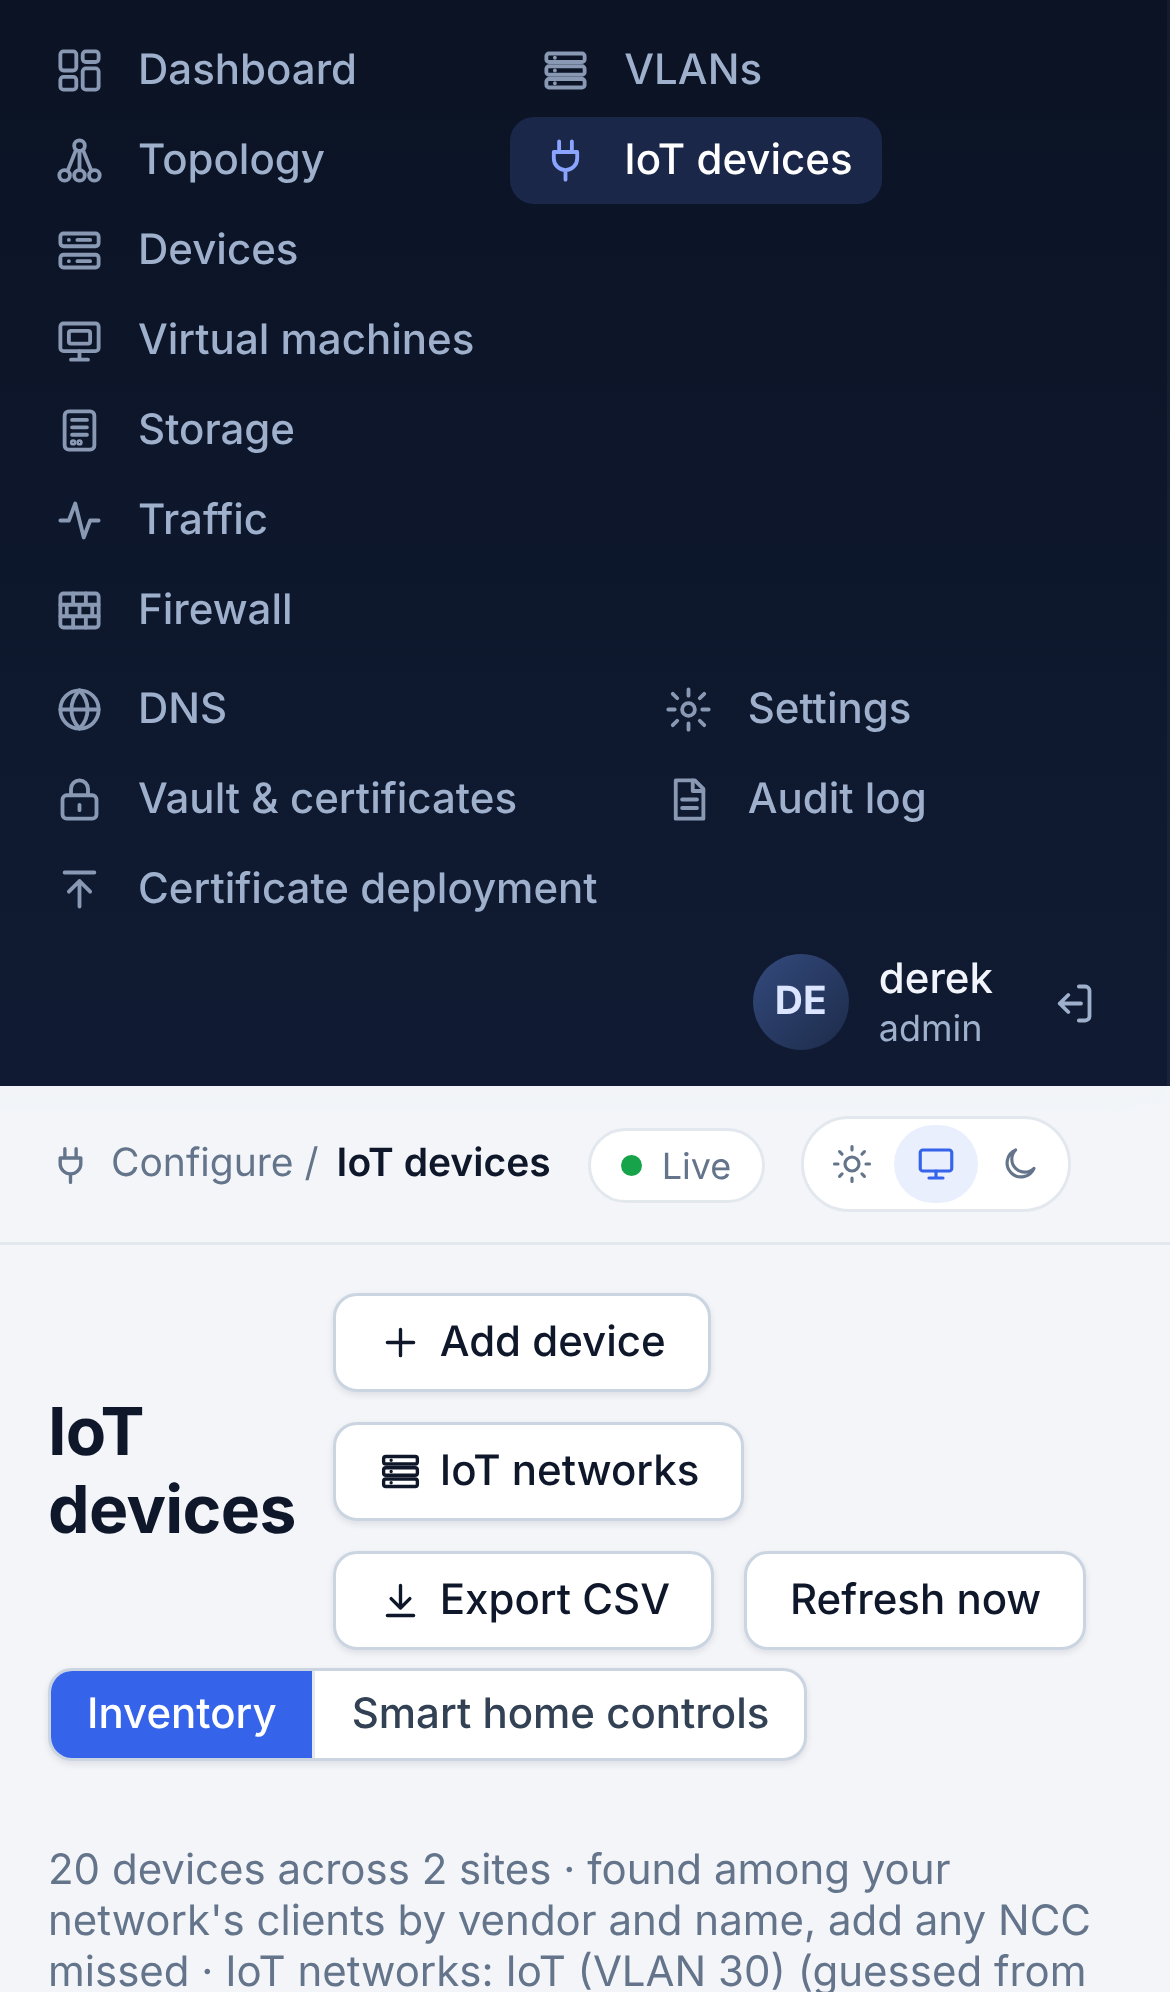 Dashboard
Topology
Devices
Virtual machines
Storage
Traffic
Firewall
VLANs
IoT devices
DNS
Vault & certificates
Certificate deployment
Settings
Audit log
DE
derek
admin
Configure / IoT devices
Live
IoT
devices
Add device
IoT networks
Export CSV
Refresh now
Inventory
Smart home controls
20 devices across 2 sites · found among your
network's clients by vendor and name, add any NCC
missed · IoT networks: IoT (VLAN 30) (guessed from